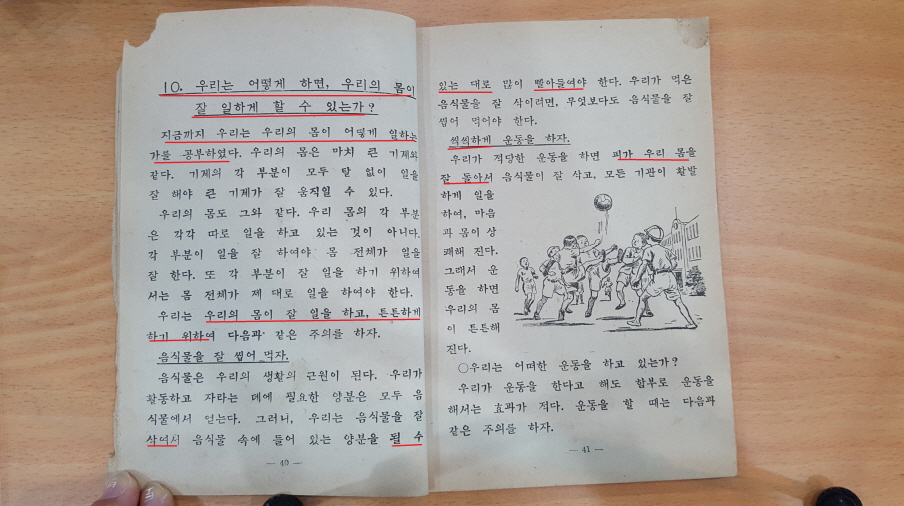 10. 우리는 어떻게 하면, 우리의 몸이
잘 일하게 할 수 있는가?
지금까지 우리는 우리의 몸이 어떻게 일하는
가를 공부하였다. 우리의 몸은 마치 큰 기계와
같다. 기계의 각 부분이 모두 탈 없이 일을
잘 해야 큰 기계가 잘 움직일 수 있다.
우리의 몸도 그와 같다. 우리 몸의 각 부분
은 각각 따로 일을 하고 있는 것이 아니다.
각 부분이 일을 잘 하여야 몸 전체가 일을
잘 한다. 또 각 부분이 잘 일을 하기 위하여
서는 몸 전체가 제 대로 일을 하여야 한다.
우리는 우리의 몸이 잘 일을 하고, 튼튼하게
하기 위하여 다음과 같은 주의를 하자.
음식물을 잘 씹어 먹자.
음식물은 우리의 생활의 근원이 된다. 우리가
활동하고 자라는 데에 필요한 양분은 모두 음
식물에서 얻는다. 그러니, 우리는 음식물을 잘
삭여서 음식물 속에 들어 있는 양분을 될 수
— 40 —
있는 대로 많이 빨아들여야 한다. 우리가 먹은
음식물을 잘 삭이려면, 무엇보다도 음식물을 잘
씹어 먹어야 한다.
씩씩하게 운동을 하자.
우리가 적당한 운동을 하면 피가 우리 몸을
잘 돌아서 음식물이 잘 삭고, 모든 기관이 활발
하게 일을
하여, 마음
과 몸이 상
쾌해 진다.
그래서 운
동을 하면
우리의 몸
이 튼튼해
진다.
○우리는 어떠한 운동을 하고 있는가?
우리가 운동을 한다고 해도 함부로 운동을
해서는 효과가 적다. 운동을 할 때는 다음과
같은 주의를 하자.
— 41 —